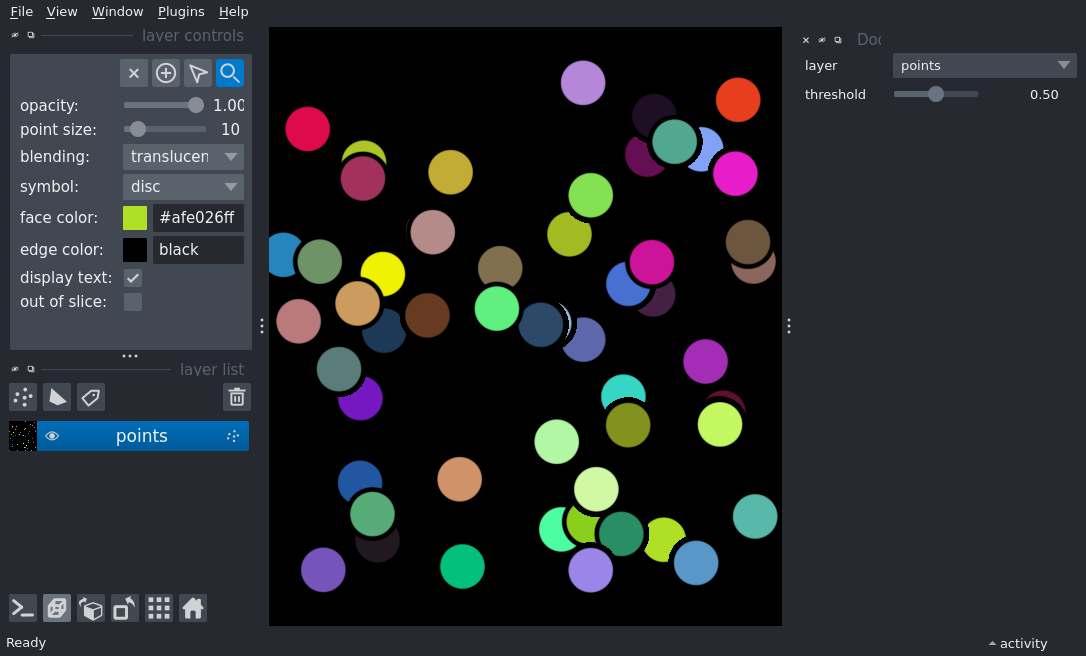 File View Window Plugins Help
layer controls
opacity: 1.00
point size: 10
blending: translucen
symbol: disc
face color: #afe026ff
edge color: black
display text:
out of slice:
layer list
points
Ready
Doc
layer points
threshold 0.50
activity